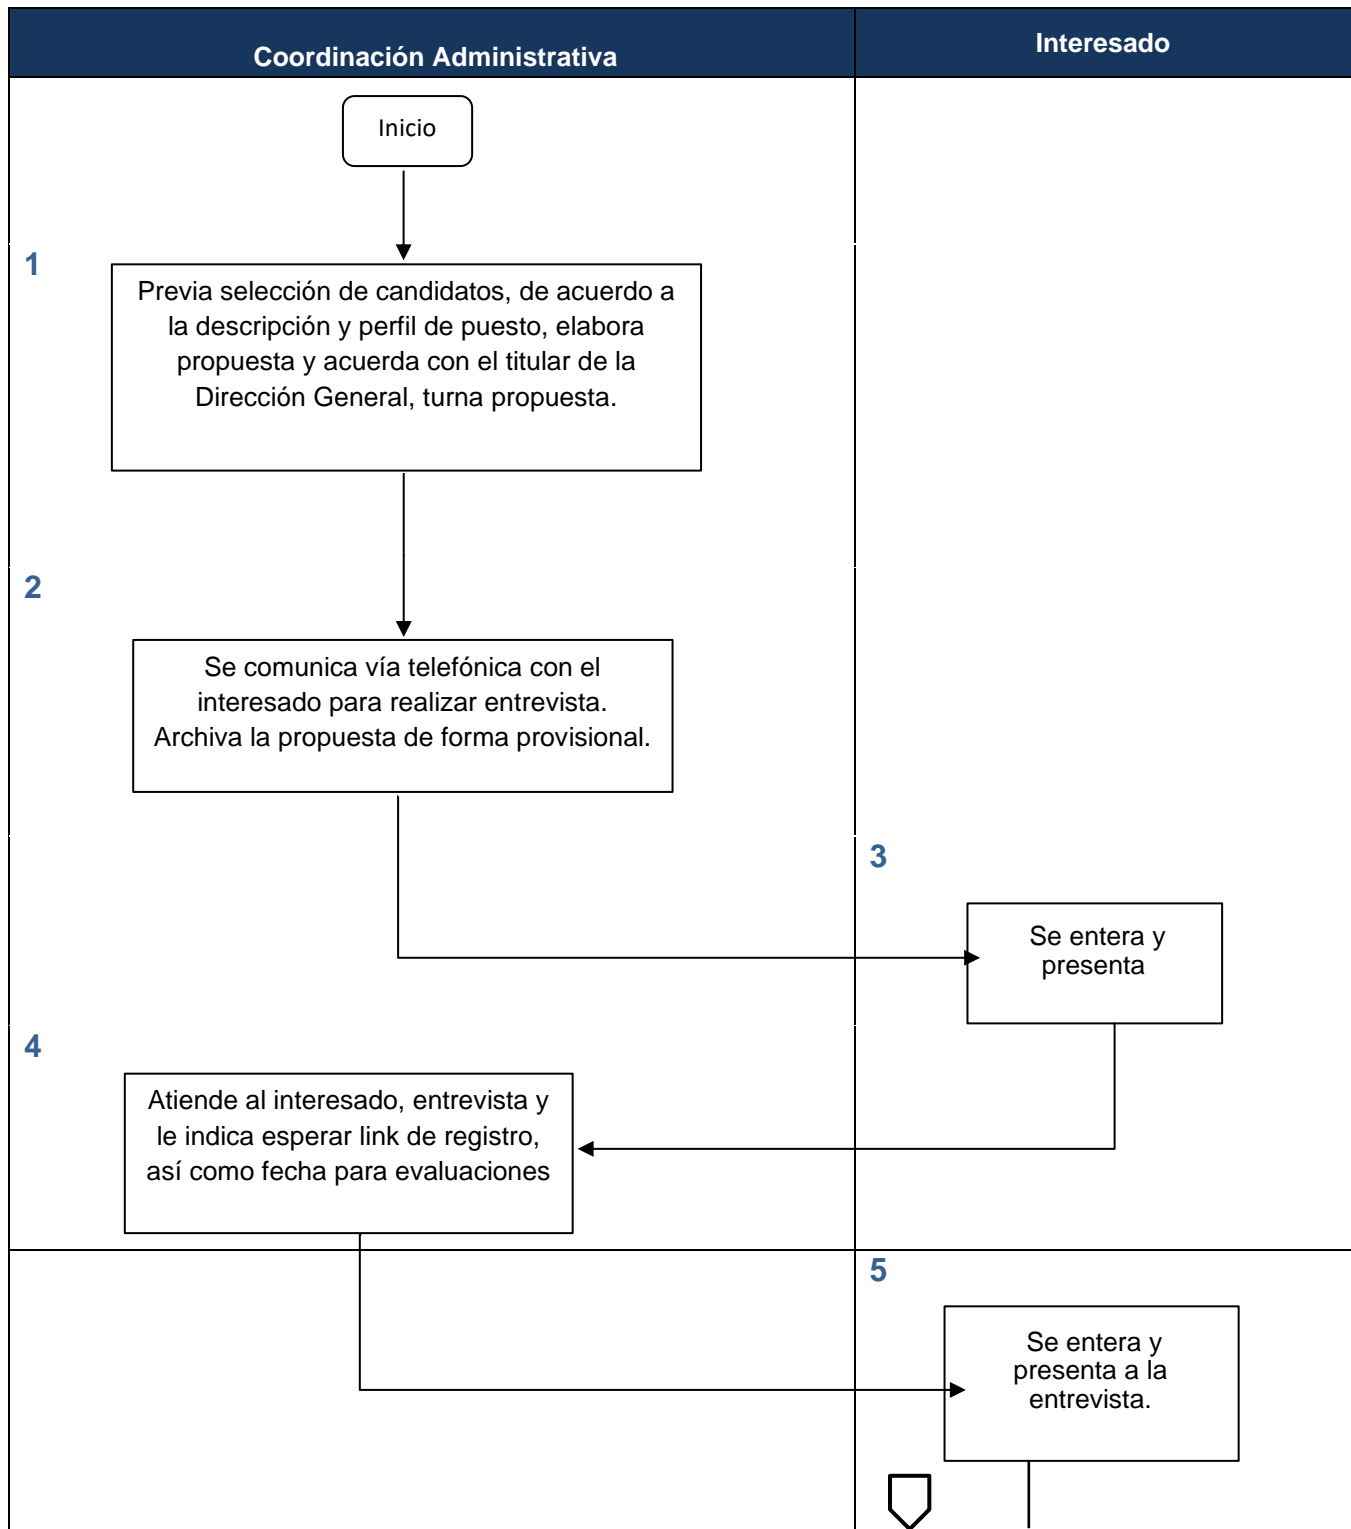 Coordinación Administrativa
Interesado
Inicio
1
Previa selección de candidatos, de acuerdo a
la descripción y perfil de puesto, elabora
propuesta y acuerda con el titular de la
Dirección General, turna propuesta.
2
Se comunica vía telefónica con el
interesado para realizar entrevista.
Archiva la propuesta de forma provisional.
3
Se entera y
presenta
4
Atiende al interesado, entrevista y
le indica esperar link de registro,
así como fecha para evaluaciones
5
Se entera y
presenta a la
entrevista.